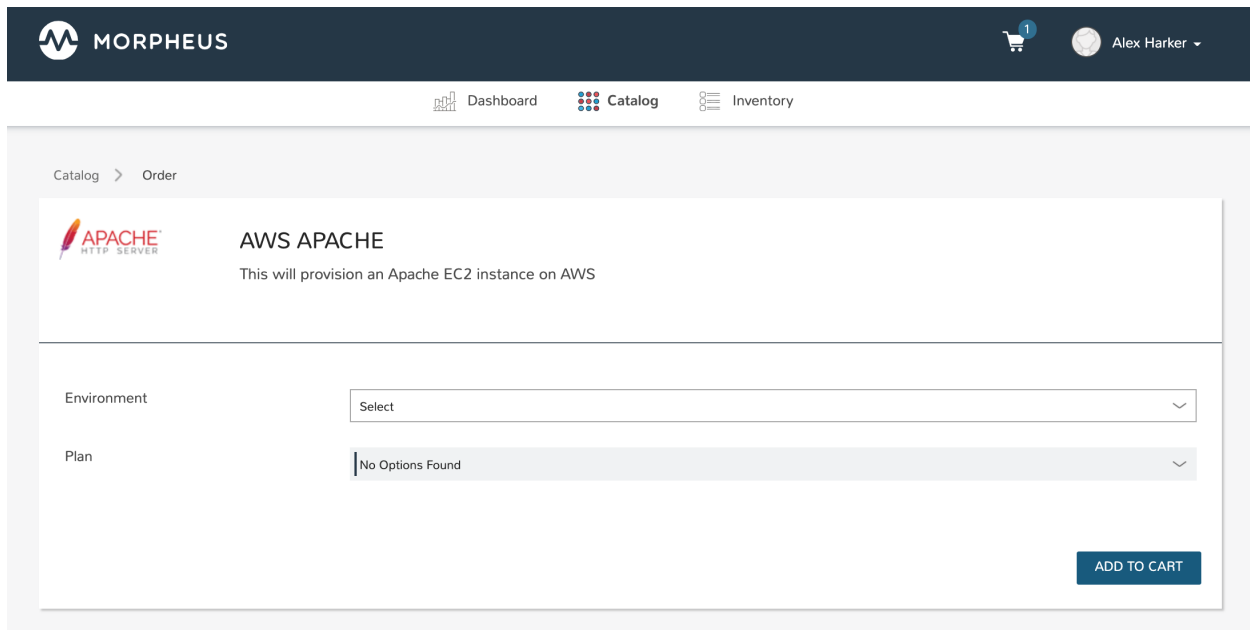 MORPHEUS
1
Alex Harker
Dashboard
Catalog
Inventory
Catalog
Order
APACHE
HTTP SERVER
AWS APACHE
This will provision an Apache EC2 instance on AWS
Environment
Select
Plan
No Options Found
ADD TO CART